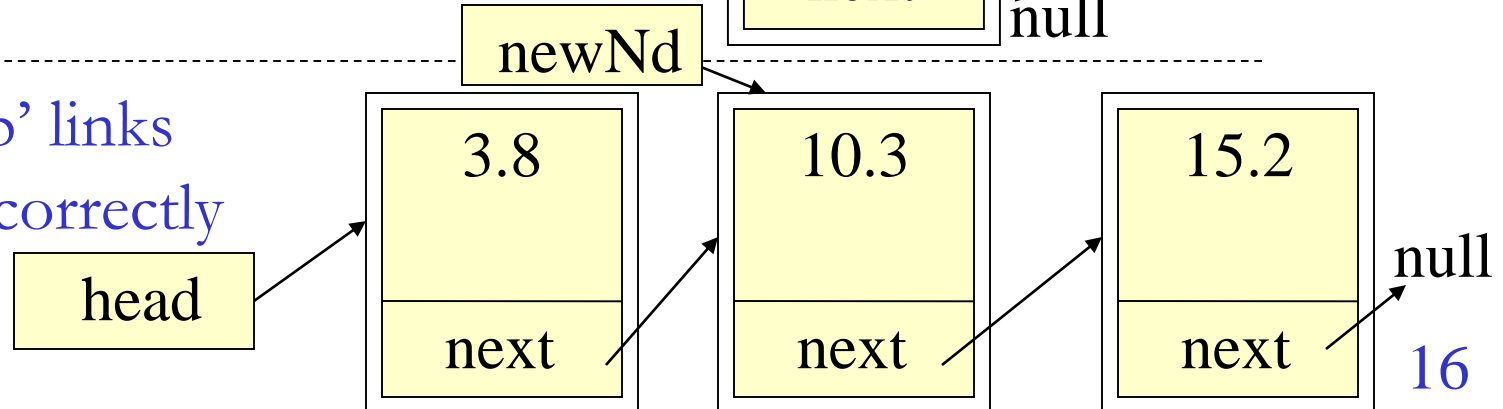 null
newNd
links
correctly
3.8 10.3 15.2
head
null
next next next
16